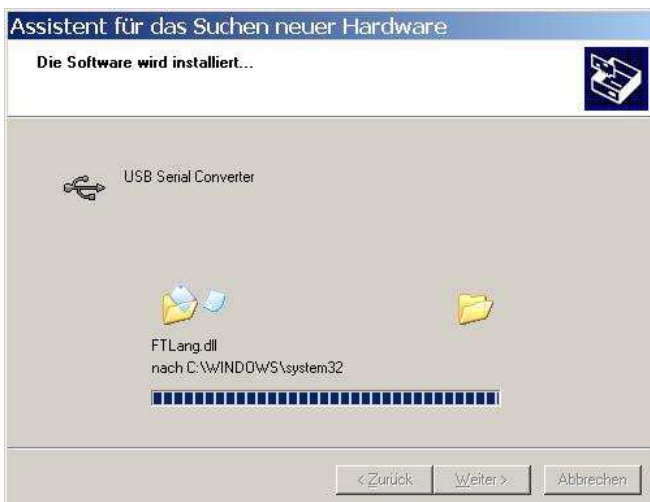 Assistent für das Suchen neuer Hardware
Die Software wird installiert...
USB Serial Converter
FTLang.dll
nach C:\WINDOWS\system32
< Zurück
Weiter >
Abbrechen